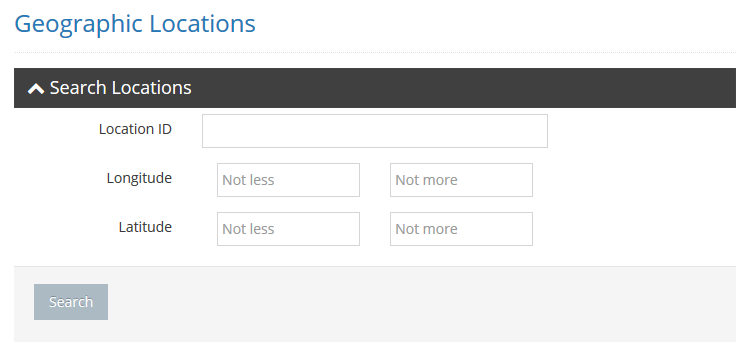 Geographic Locations
Search Locations
Location ID
Longitude Not less Not more
Latitude Not less Not more
Search